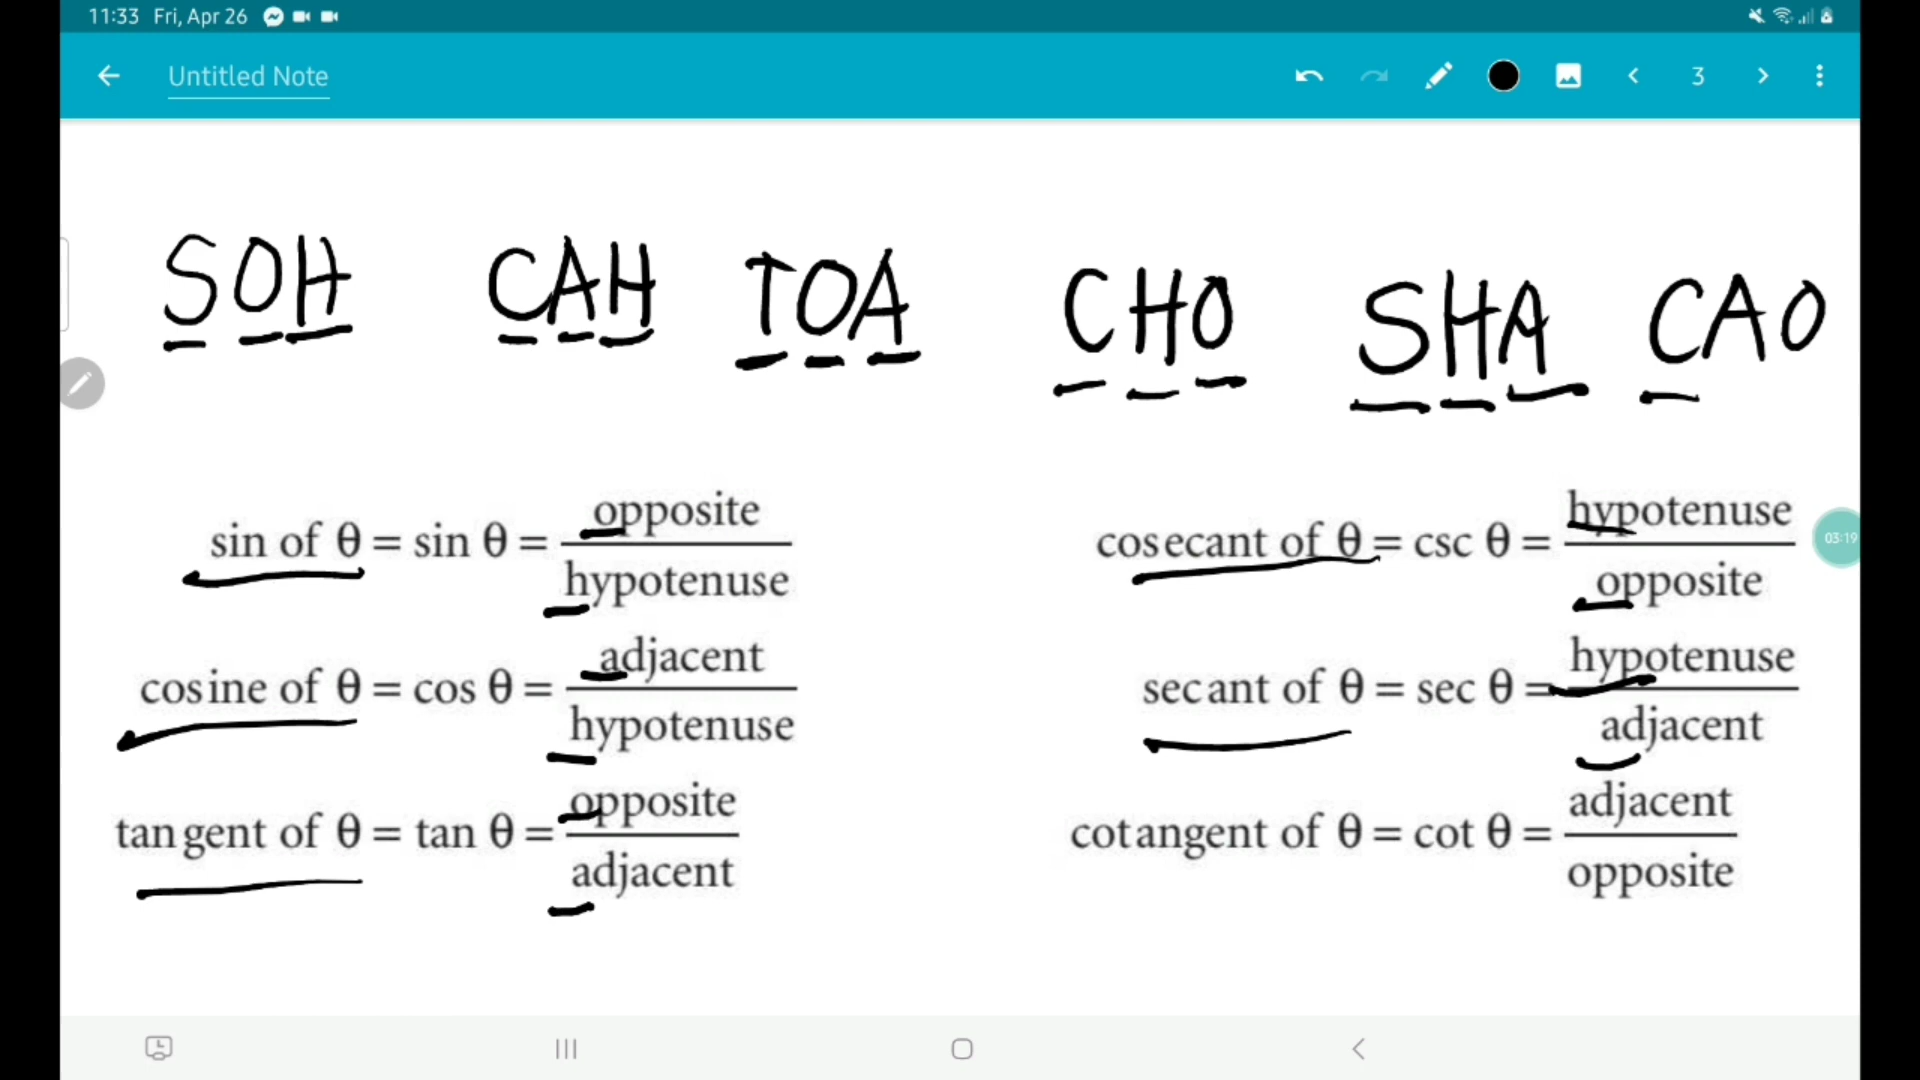 11:33 Fri, Apr 26
Untitled Note
3
SOH CAH TOA CHO SHA CAO
sin of θ = sin θ = opposite / hypotenuse
cosecant of θ = csc θ = hypotenuse / opposite
03:19
cosine of θ = cos θ = adjacent / hypotenuse
secant of θ = sec θ = hypotenuse / adjacent
tangent of θ = tan θ = opposite / adjacent
cotangent of θ = cot θ = adjacent / opposite